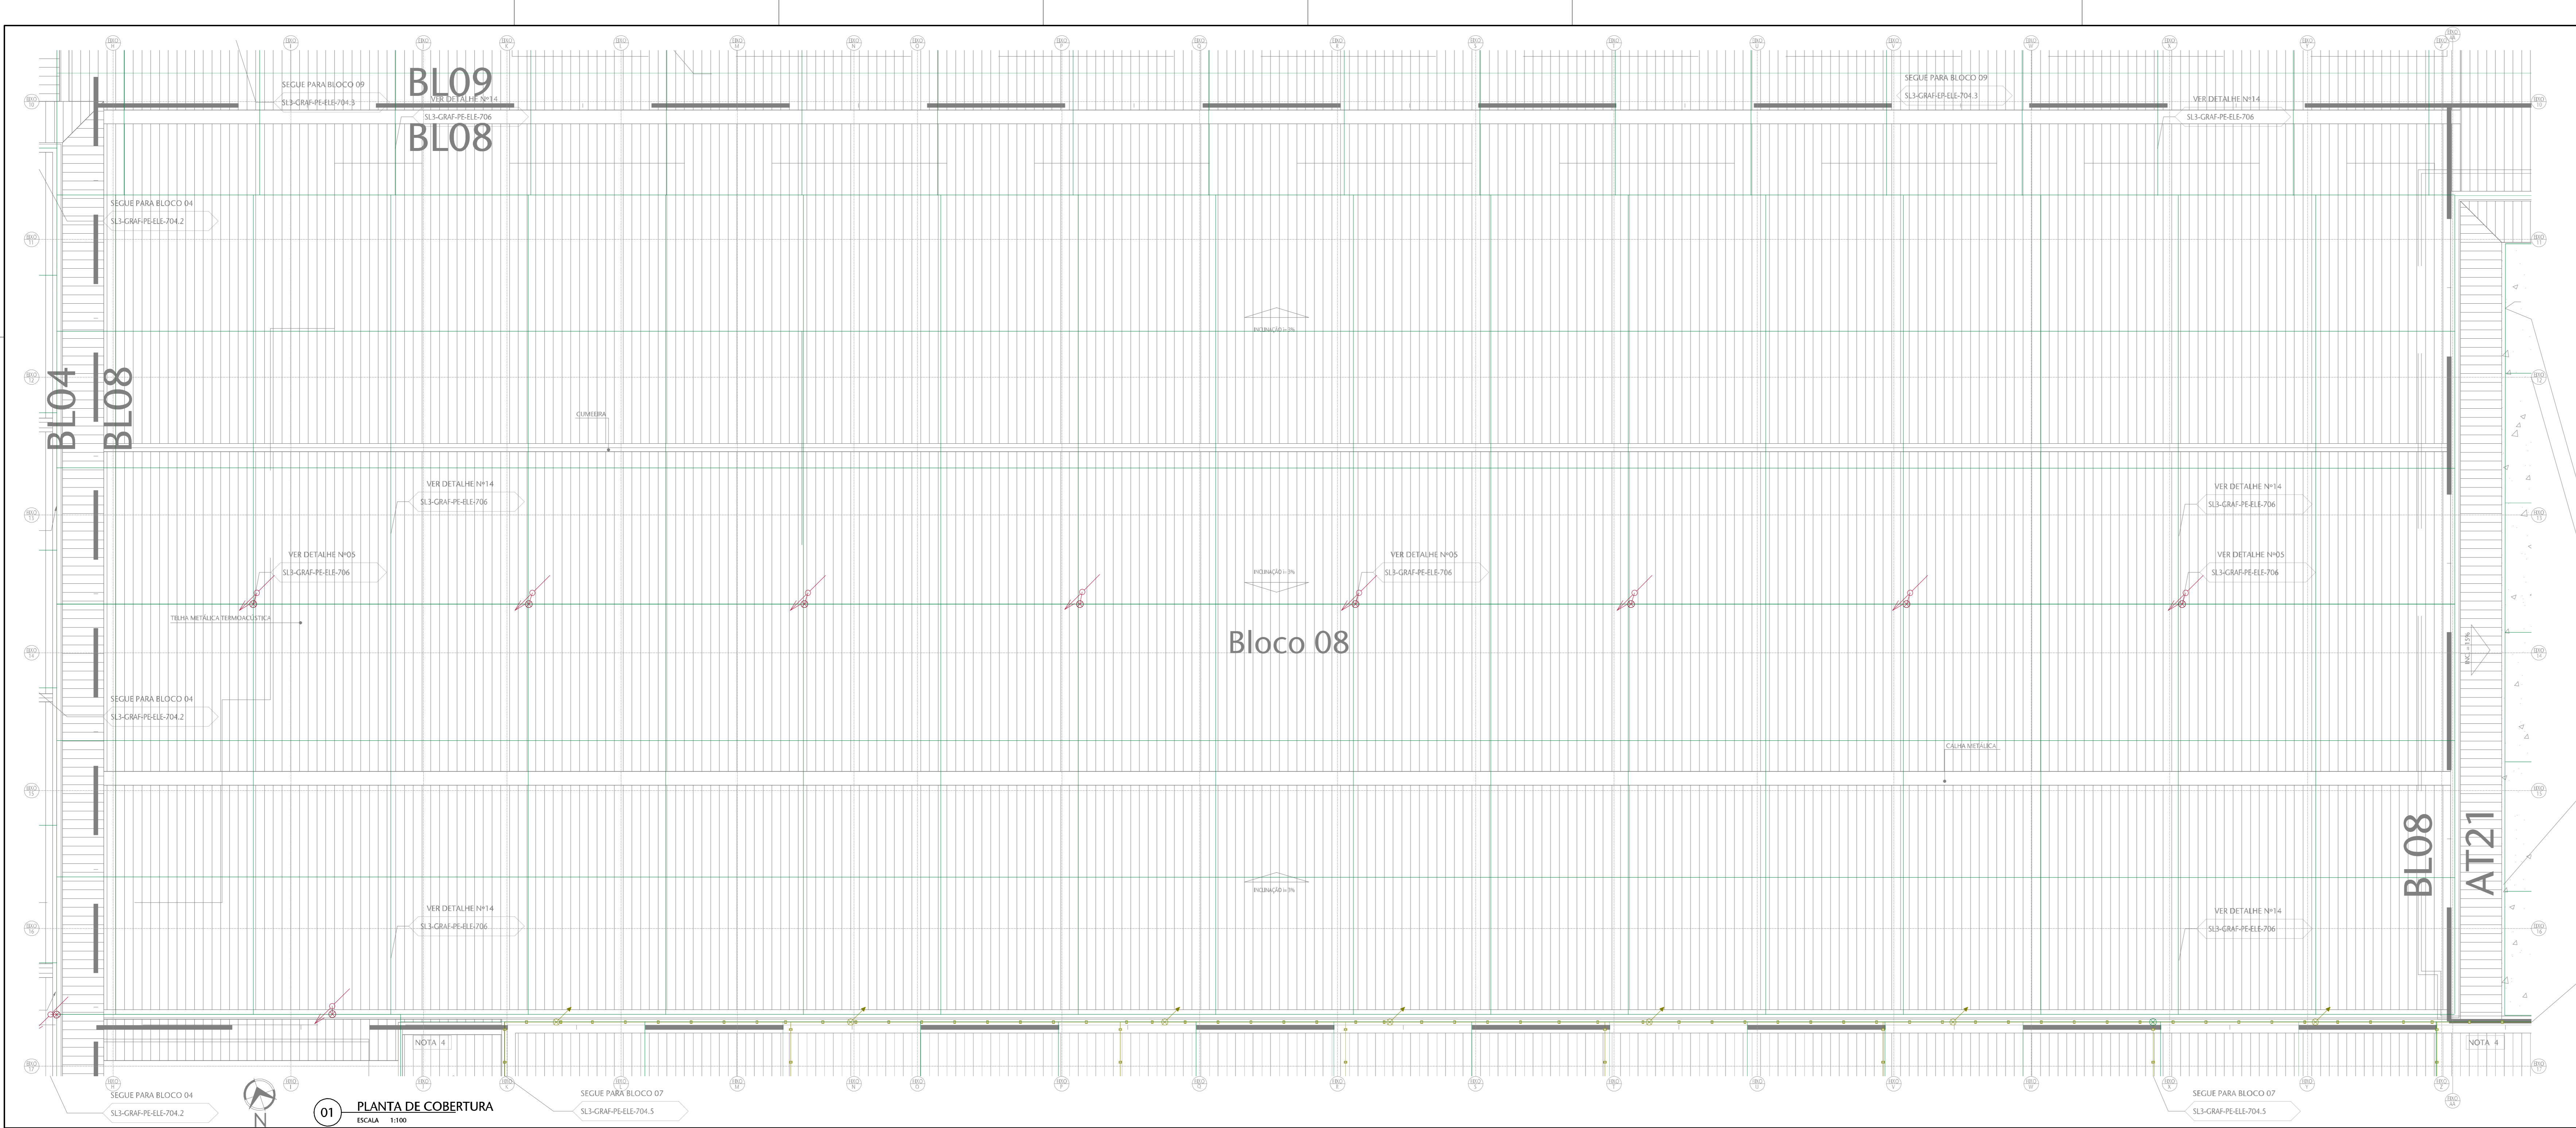 SEGUE PARA BLOCO 09
SL3-GRAF-PE-ELE-704.3
BL09
VER DETALHE Nº14
SL3-GRAF-PE-ELE-706
BL08
SEGUE PARA BLOCO 09
SL3-GRAF-EP-ELE-704.3
VER DETALHE Nº14
SL3-GRAF-PE-ELE-706
SEGUE PARA BLOCO 04
SL3-GRAF-PE-ELE-704.2
INCLINAÇÃO i= 3%
BL04
BL08
CUMEEIRA
VER DETALHE Nº14
SL3-GRAF-PE-ELE-706
VER DETALHE Nº14
SL3-GRAF-PE-ELE-706
VER DETALHE Nº05
SL3-GRAF-PE-ELE-706
INCLINAÇÃO i= 3%
VER DETALHE Nº05
SL3-GRAF-PE-ELE-706
VER DETALHE Nº05
SL3-GRAF-PE-ELE-706
TELHA METÁLICA TERMOACÚSTICA
Bloco 08
INC. = 15%
SEGUE PARA BLOCO 04
SL3-GRAF-PE-ELE-704.2
CALHA METÁLICA
BL08
AT21
INCLINAÇÃO i= 3%
VER DETALHE Nº14
SL3-GRAF-PE-ELE-706
VER DETALHE Nº14
SL3-GRAF-PE-ELE-706
NOTA 4
NOTA 4
SEGUE PARA BLOCO 04
SL3-GRAF-PE-ELE-704.2
N
01
PLANTA DE COBERTURA
ESCALA 1:100
SEGUE PARA BLOCO 07
SL3-GRAF-PE-ELE-704.5
SEGUE PARA BLOCO 07
SL3-GRAF-PE-ELE-704.5